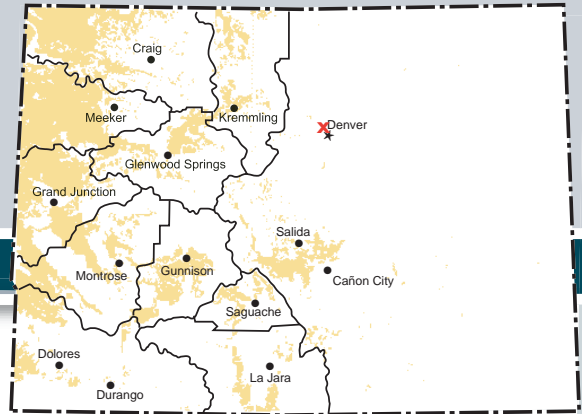 Craig
Meeker
Kremmling
Denver
Glenwood Springs
Grand Junction
Salida
Montrose
Gunnison
Cañon City
Saguache
Dolores
La Jara
Durango